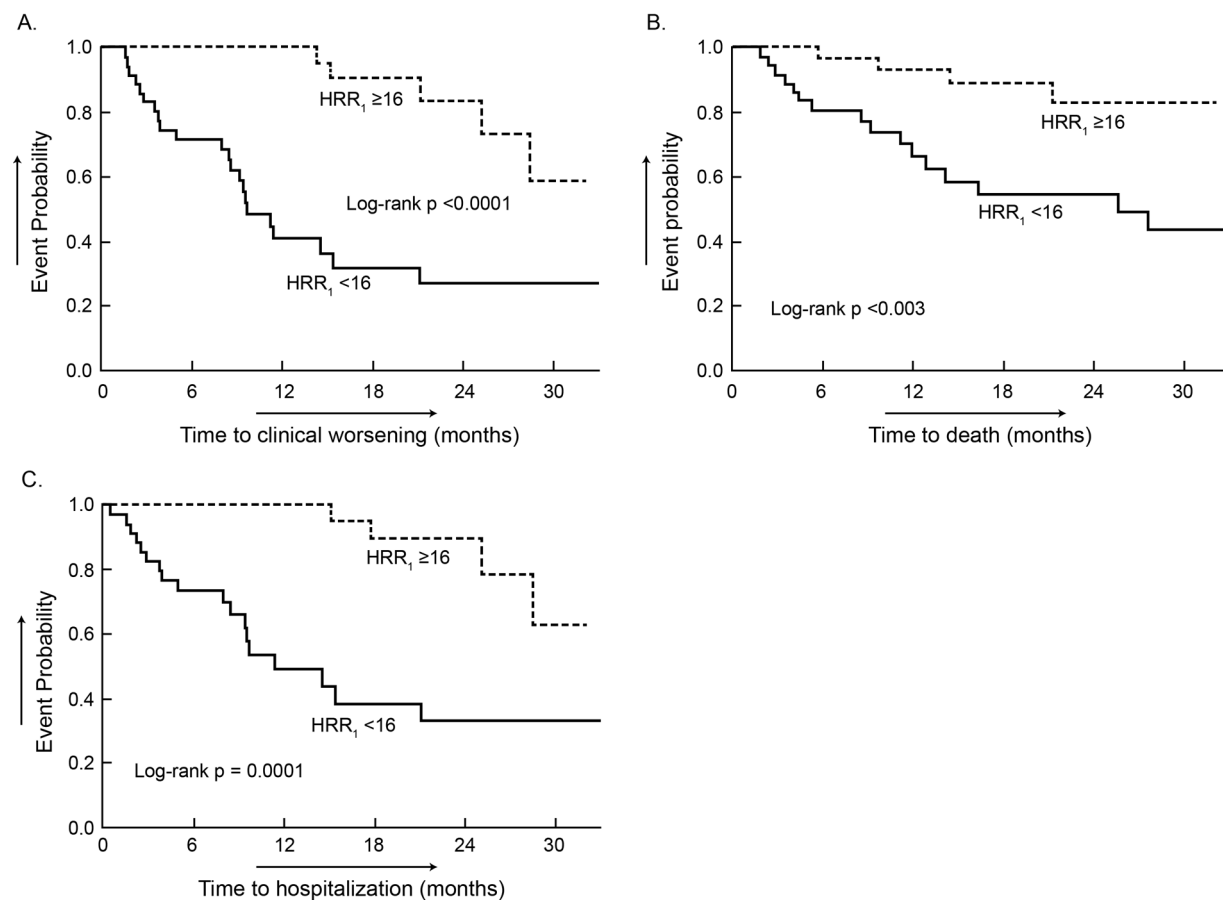 A.
1.0
0.8
0.6
0.4
0.2
0.0
Event Probability
HRR₁ ≥16
Log-rank p <0.0001
HRR₁ <16
0 6 12 18 24 30
Time to clinical worsening (months)
B.
1.0
0.8
0.6
0.4
0.2
0.0
Event probability
HRR₁ ≥16
HRR₁ <16
Log-rank p <0.003
0 6 12 18 24 30
Time to death (months)
C.
1.0
0.8
0.6
0.4
0.2
0.0
Event Probability
HRR₁ ≥16
HRR₁ <16
Log-rank p = 0.0001
0 6 12 18 24 30
Time to hospitalization (months)